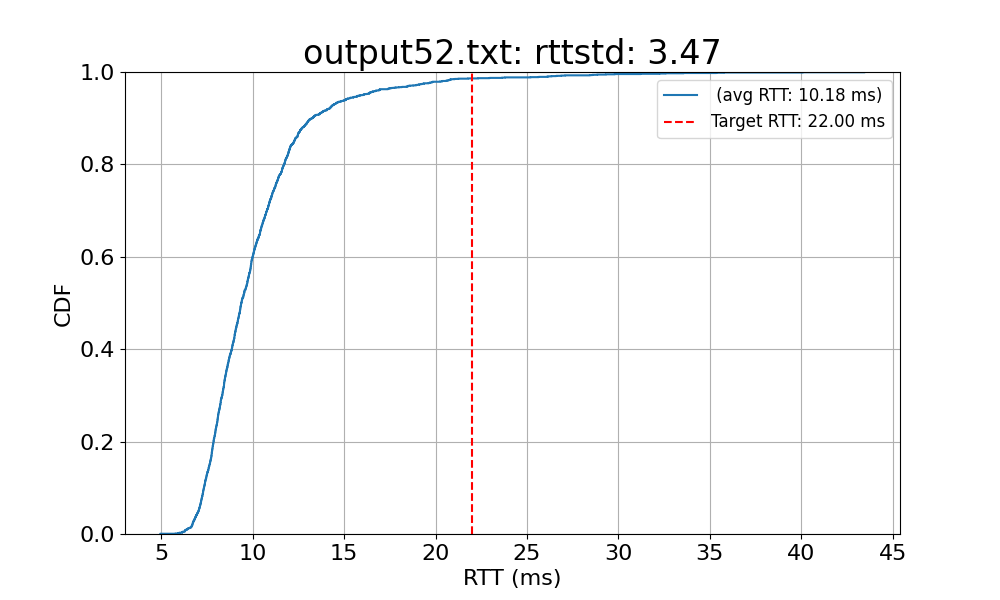 output52.txt: rttstd: 3.47
1.0
0.8
0.6
0.4
0.2
0.0
CDF
(avg RTT: 10.18 ms)
Target RTT: 22.00 ms
5 10 15 20 25 30 35 40 45
RTT (ms)